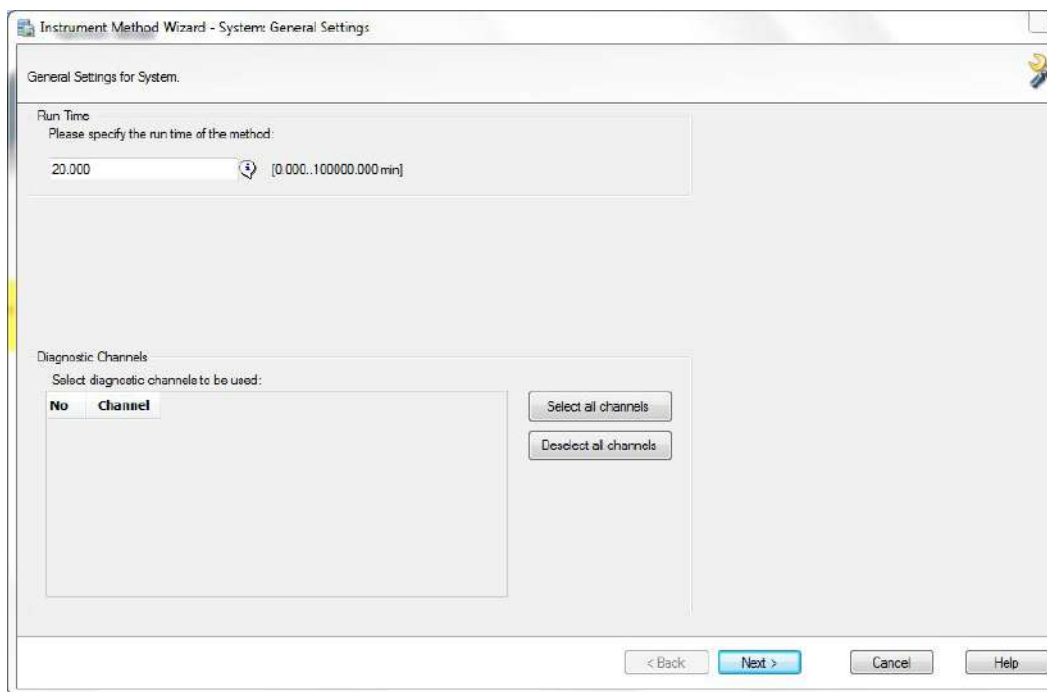 Instrument Method Wizard - System: General Settings
General Settings for System.
Run Time
Please specify the run time of the method:
20.000 [0.000..100000.000 min]
Diagnostic Channels
Select diagnostic channels to be used:
No Channel
Select all channels
Deselect all channels
< Back Next > Cancel Help